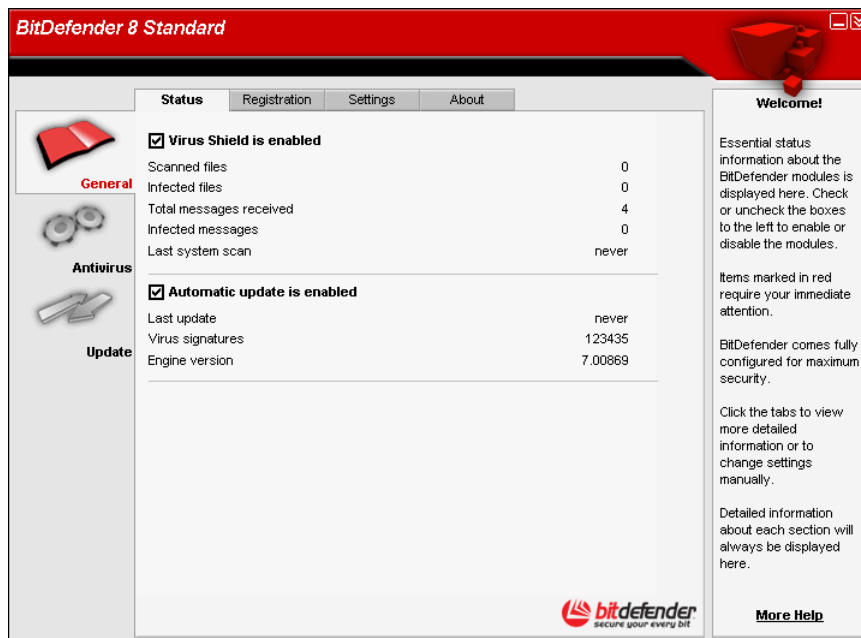 BitDefender 8 Standard
Status
Registration
Settings
About
General
Antivirus
Update
Virus Shield is enabled
Scanned files 0
Infected files 0
Total messages received 4
Infected messages 0
Last system scan never
Automatic update is enabled
Last update never
Virus signatures 123435
Engine version 7.00869
bitdefender
secure your every bit
Welcome!
Essential status
information about the
BitDefender modules is
displayed here. Check
or uncheck the boxes
to the left to enable or
disable the modules.
Items marked in red
require your immediate
attention.
BitDefender comes fully
configured for maximum
security.
Click the tabs to view
more detailed
information or to
change settings
manually.
Detailed information
about each section will
always be displayed
here.
More Help